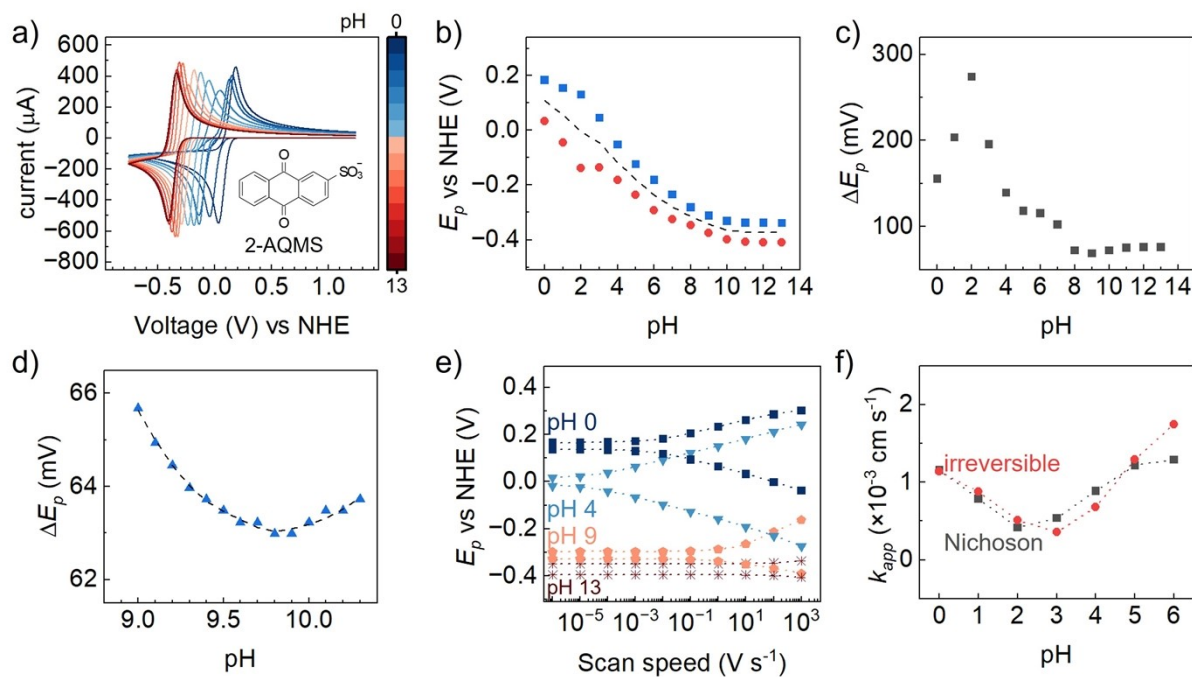 a)
pH 0
600
400
200
0
−200
−400
−600
−800
current (µA)
−0.5 0.0 0.5 1.0
Voltage (V) vs NHE
O
O
SO3−
2-AQMS
13
b)
0.2
0.0
−0.2
−0.4
Ep vs NHE (V)
0 2 4 6 8 10 12 14
pH
c)
300
200
100
ΔEp (mV)
0 2 4 6 8 10 12 14
pH
d)
66
64
62
ΔEp (mV)
9.0 9.5 10.0
pH
e)
0.4
0.2
0.0
−0.2
−0.4
Ep vs NHE (V)
pH 0
pH 4
pH 9
pH 13
10−5 10−3 10−1 101 103
Scan speed (V s−1)
f)
2
1
0
kapp (×10−3 cm s−1)
irreversible
Nichoson
0 1 2 3 4 5 6
pH